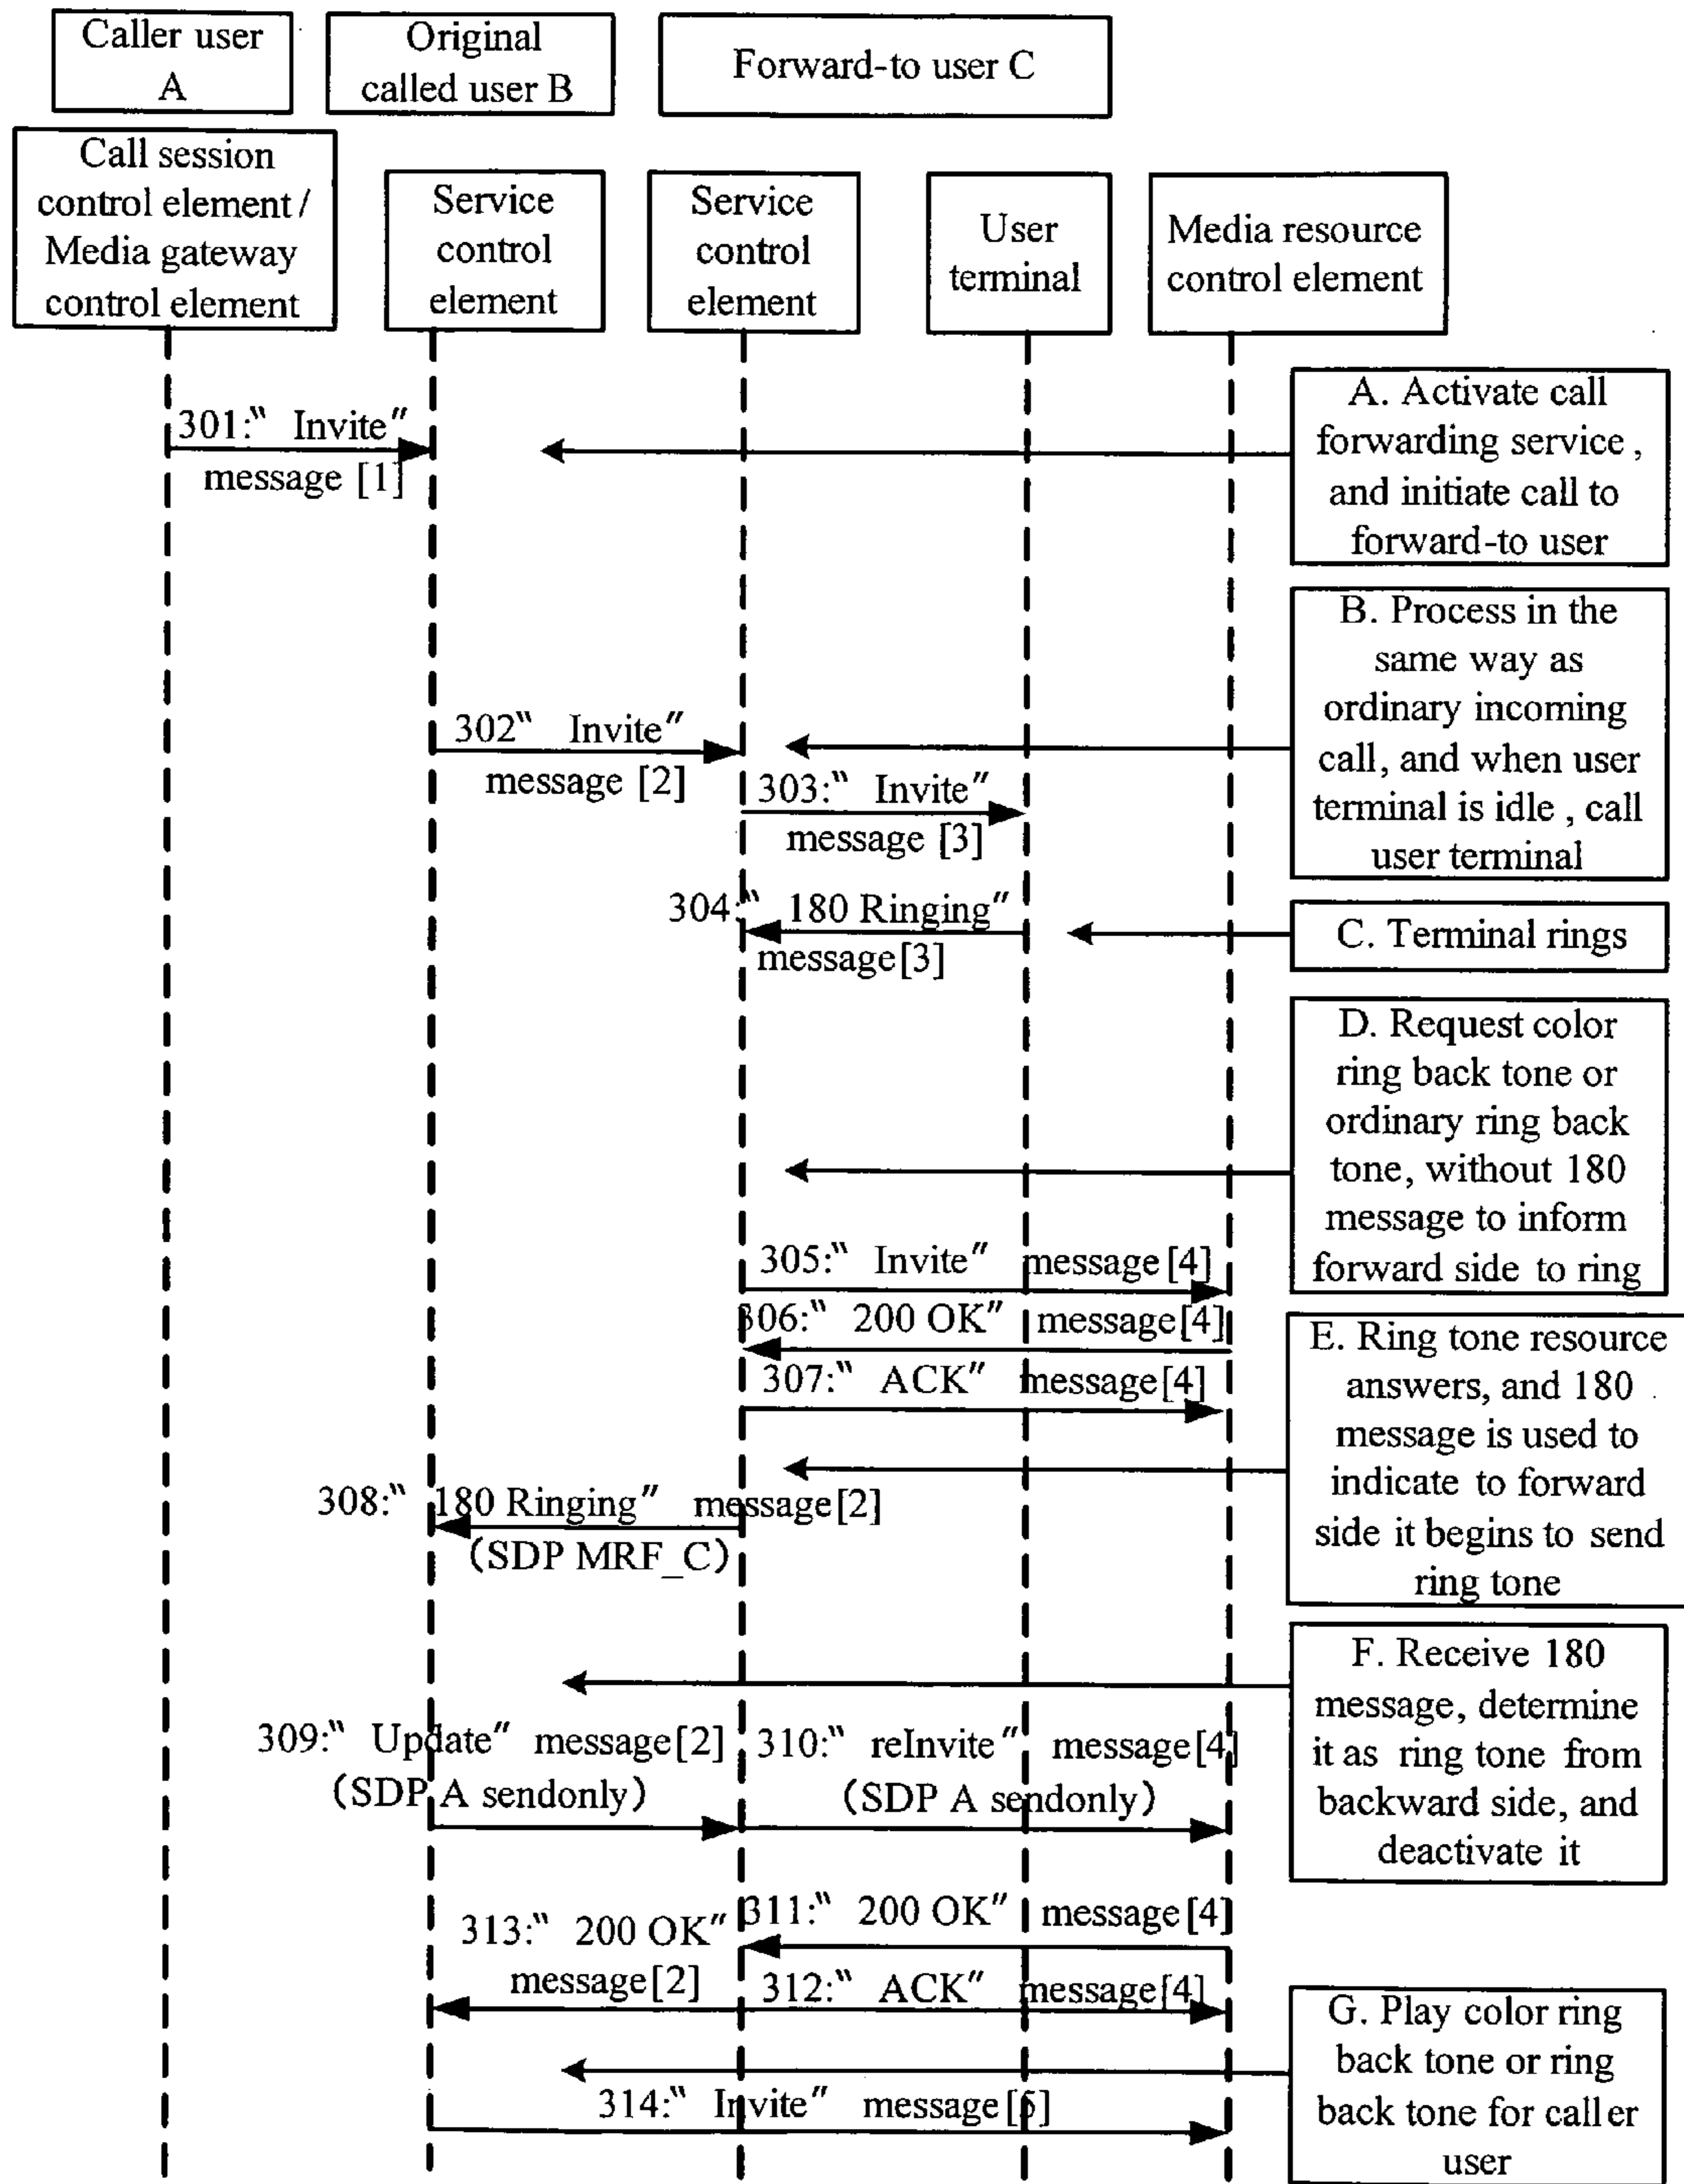 Caller user
A
Original
called user B
Forward-to user C
Call session
control element /
Media gateway
control element
Service
control
element
Service
control
element
User
terminal
Media resource
control element
A. Activate call
forwarding service ,
and initiate call to
forward-to user
301:“ Invite”
message [1]
B. Process in the
same way as
ordinary incoming
call, and when user
terminal is idle , call
user terminal
302“ Invite”
message [2]
303:“ Invite”
message [3]
304:“ 180 Ringing”
message[3]
C. Terminal rings
D. Request color
ring back tone or
ordinary ring back
tone, without 180
message to inform
forward side to ring
305:“ Invite” message[4]
306:“ 200 OK” message[4]
307:“ ACK” message[4]
E. Ring tone resource
answers, and 180
message is used to
indicate to forward
side it begins to send
ring tone
308:“ 180 Ringing” message[2]
(SDP MRF_C)
F. Receive 180
message, determine
it as ring tone from
backward side, and
deactivate it
309:“ Update” message[2]
(SDP A sendonly)
310:“ reInvite” message[4]
(SDP A sendonly)
311:“ 200 OK” message[4]
313:“ 200 OK”
message[2]
312:“ ACK” message[4]
G. Play color ring
back tone or ring
back tone for caller
user
314:“ Invite” message[5]